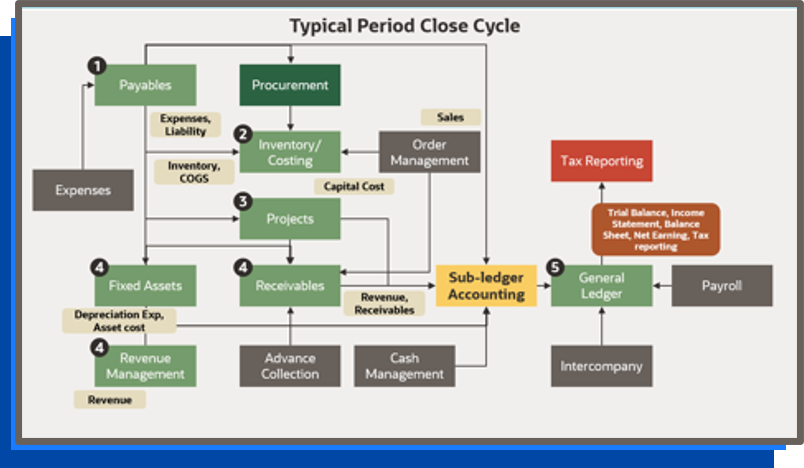 Typical Period Close Cycle
1
Payables
Procurement
Expenses,
Liability
Sales
2
Inventory/
Costing
Order
Management
Tax Reporting
Inventory,
COGS
Expenses
Capital Cost
3
Projects
Trial Balance, Income
Statement, Balance
Sheet, Net Earning, Tax
reporting
4
Fixed Assets
4
Receivables
Sub-ledger
Accounting
5
General
Ledger
Payroll
Revenue,
Receivables
Depreciation Exp,
Asset cost
4
Revenue
Management
Advance
Collection
Cash
Management
Intercompany
Revenue